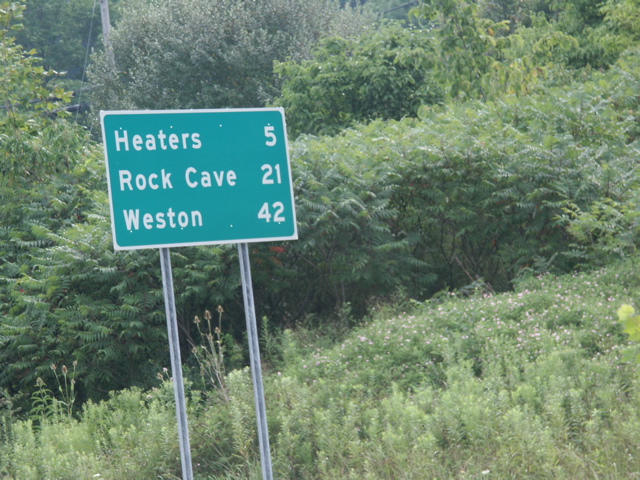 Heaters 5
Rock Cave 21
Weston 42